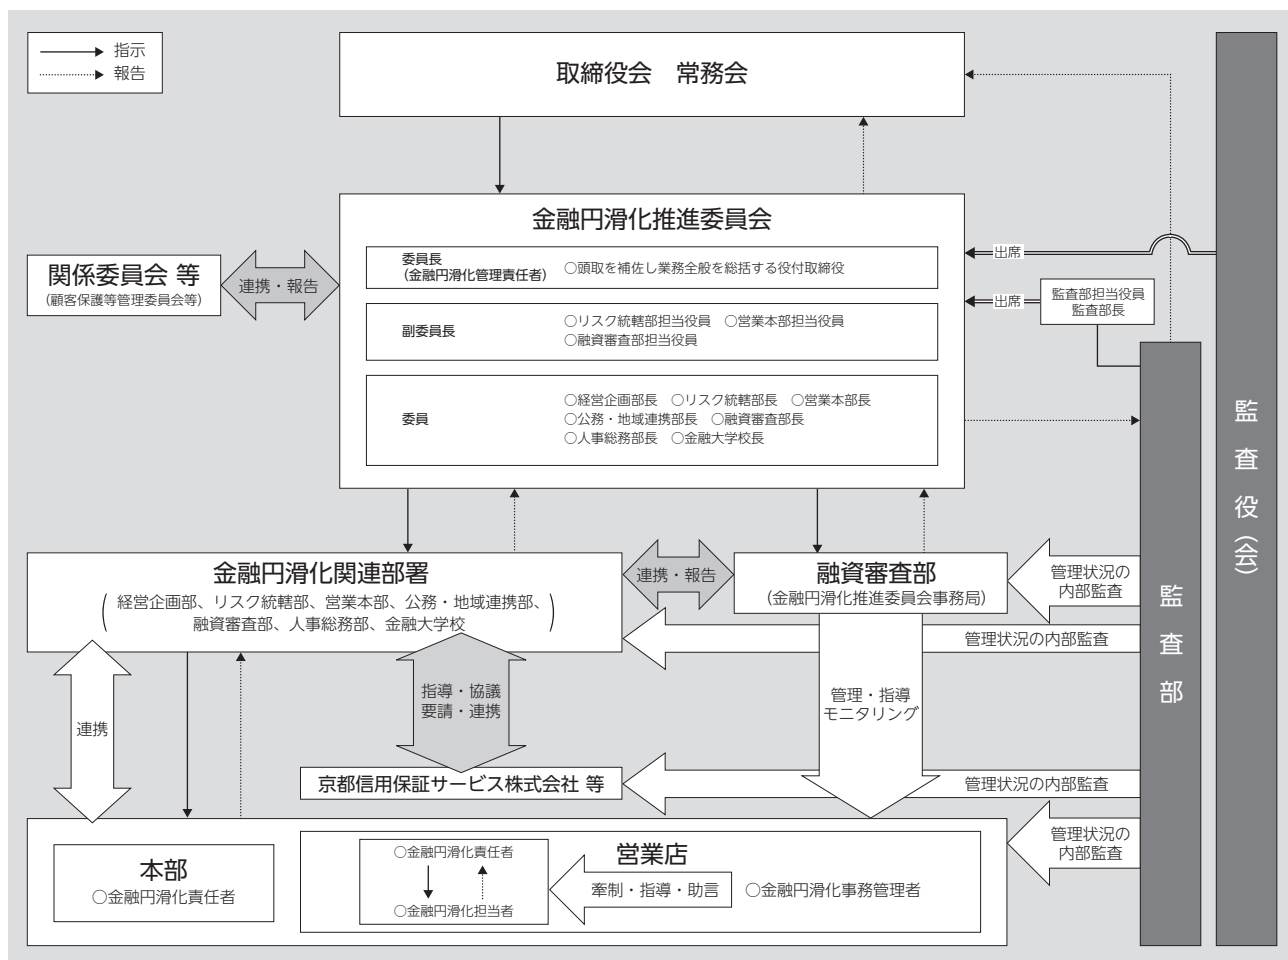 指示
報告
取締役会　常務会
金融円滑化推進委員会
委員長
（金融円滑化管理責任者）
○頭取を補佐し業務全般を総括する役付取締役
副委員長
○リスク統轄部担当役員　○営業本部担当役員
○融資審査部担当役員
委員
○経営企画部長　○リスク統轄部長　○営業本部長
○公務・地域連携部長　○融資審査部長
○人事総務部長　○金融大学校長
関係委員会 等
（顧客保護等管理委員会等）
連携・報告
出席
出席
監査部担当役員
監査部長
監査役（会）
監査部
金融円滑化関連部署
（経営企画部、リスク統轄部、営業本部、公務・地域連携部、
融資審査部、人事総務部、金融大学校）
連携・報告
融資審査部
（金融円滑化推進委員会事務局）
管理状況の
内部監査
管理状況の内部監査
連携
指導・協議
要請・連携
管理・指導
モニタリング
京都信用保証サービス株式会社 等
管理状況の内部監査
管理状況の
内部監査
本部
○金融円滑化責任者
営業店
○金融円滑化責任者
○金融円滑化担当者
牽制・指導・助言
○金融円滑化事務管理者